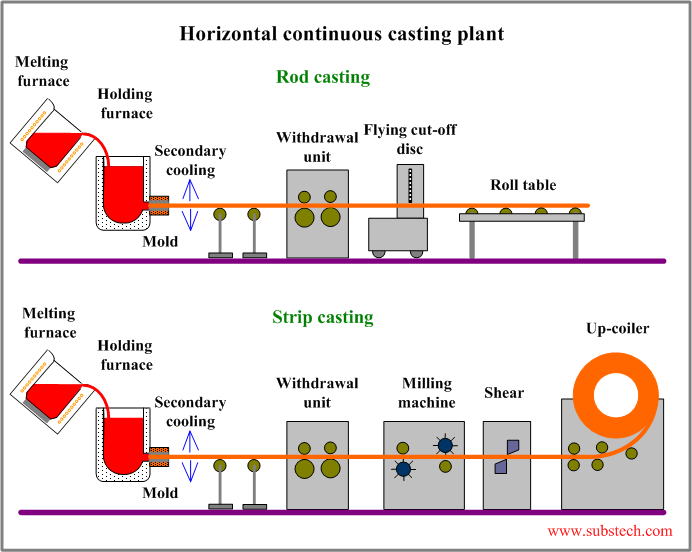 Horizontal continuous casting plant
Rod casting
Melting
furnace
Holding
furnace
Secondary
cooling
Mold
Withdrawal
unit
Flying cut-off
disc
Roll table
Strip casting
Melting
furnace
Holding
furnace
Secondary
cooling
Mold
Withdrawal
unit
Milling
machine
Shear
Up-coiler
www.substech.com